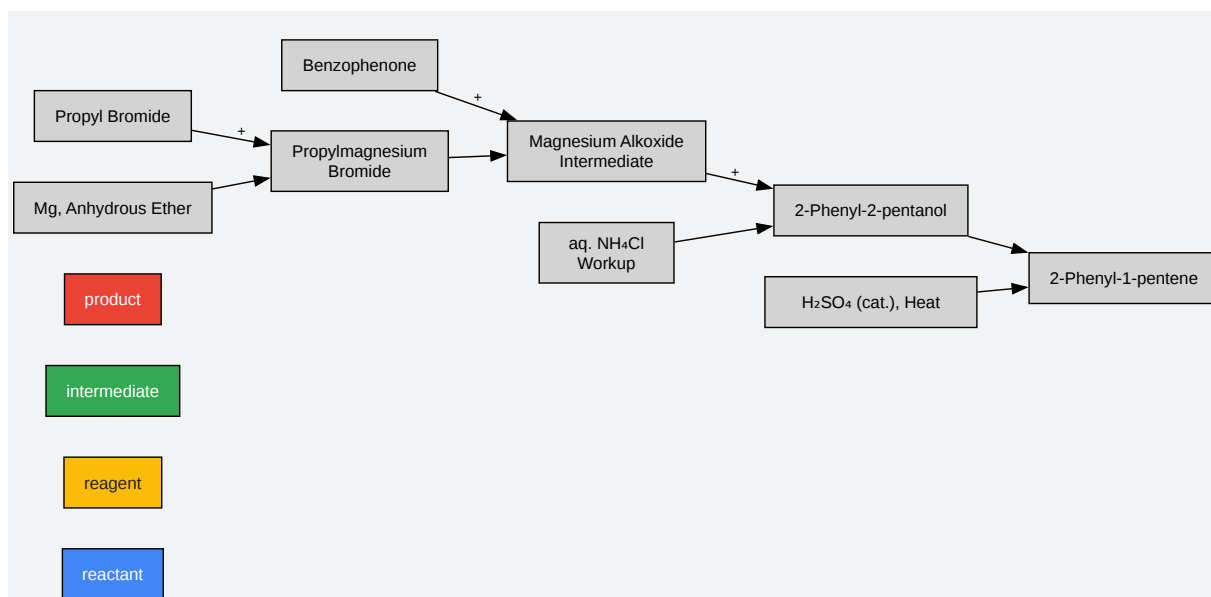 Benzophenone
+
Propyl Bromide
+
Propylmagnesium
Bromide
Magnesium Alkoxide
Intermediate
Mg, Anhydrous Ether
+
2-Phenyl-2-pentanol
aq. NH₄Cl
Workup
2-Phenyl-1-pentene
H₂SO₄ (cat.), Heat
product
intermediate
reagent
reactant